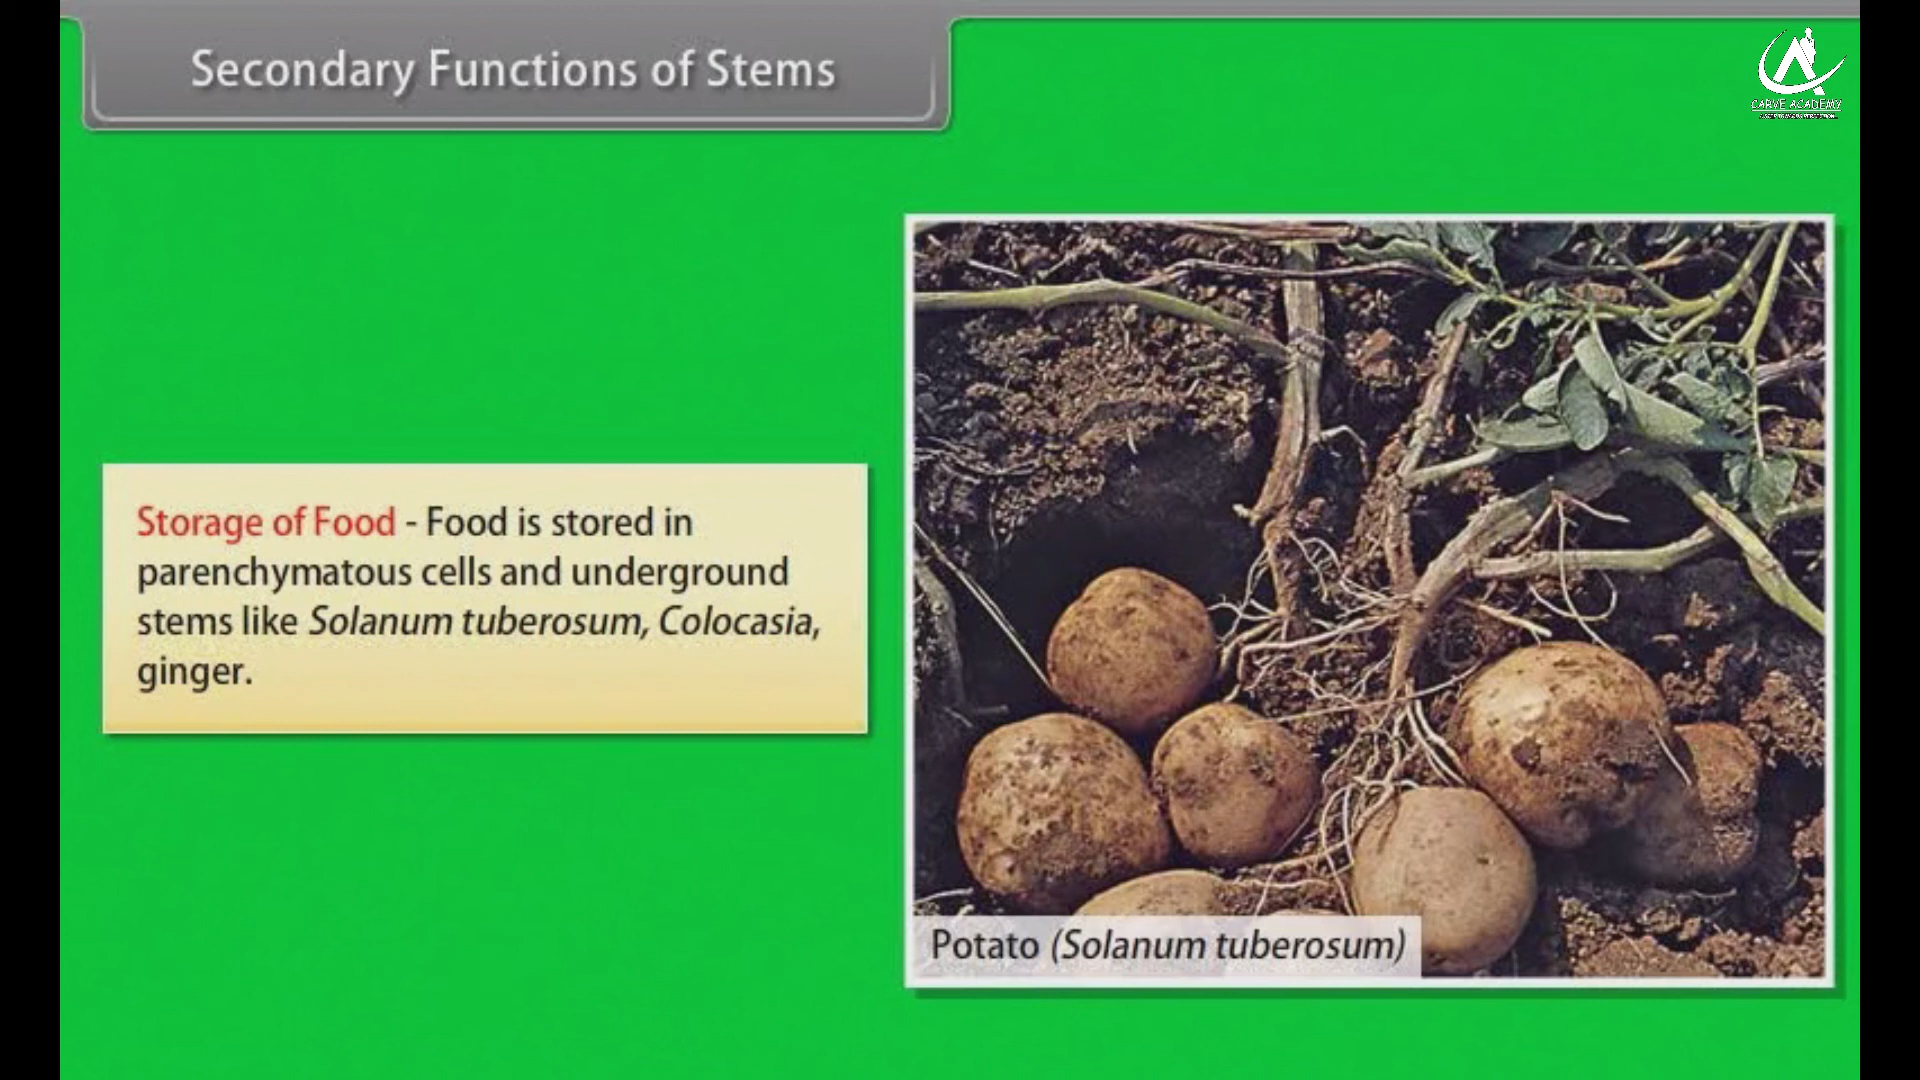 Secondary Functions of Stems
CARVE ACADEMY
Storage of Food - Food is stored in
parenchymatous cells and underground
stems like Solanum tuberosum, Colocasia,
ginger.
Potato (Solanum tuberosum)